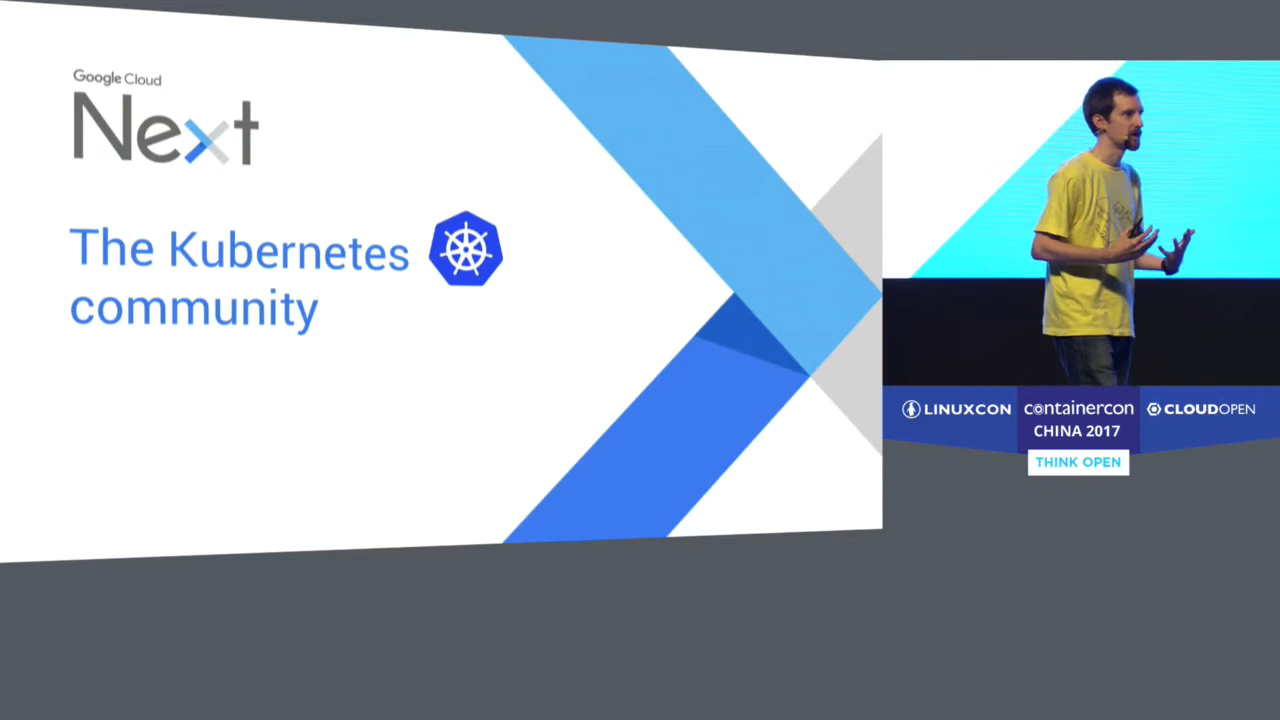 Google Cloud
Next
The Kubernetes
community
LINUXCON
containercon
CLOUDOPEN
CHINA 2017
THINK OPEN